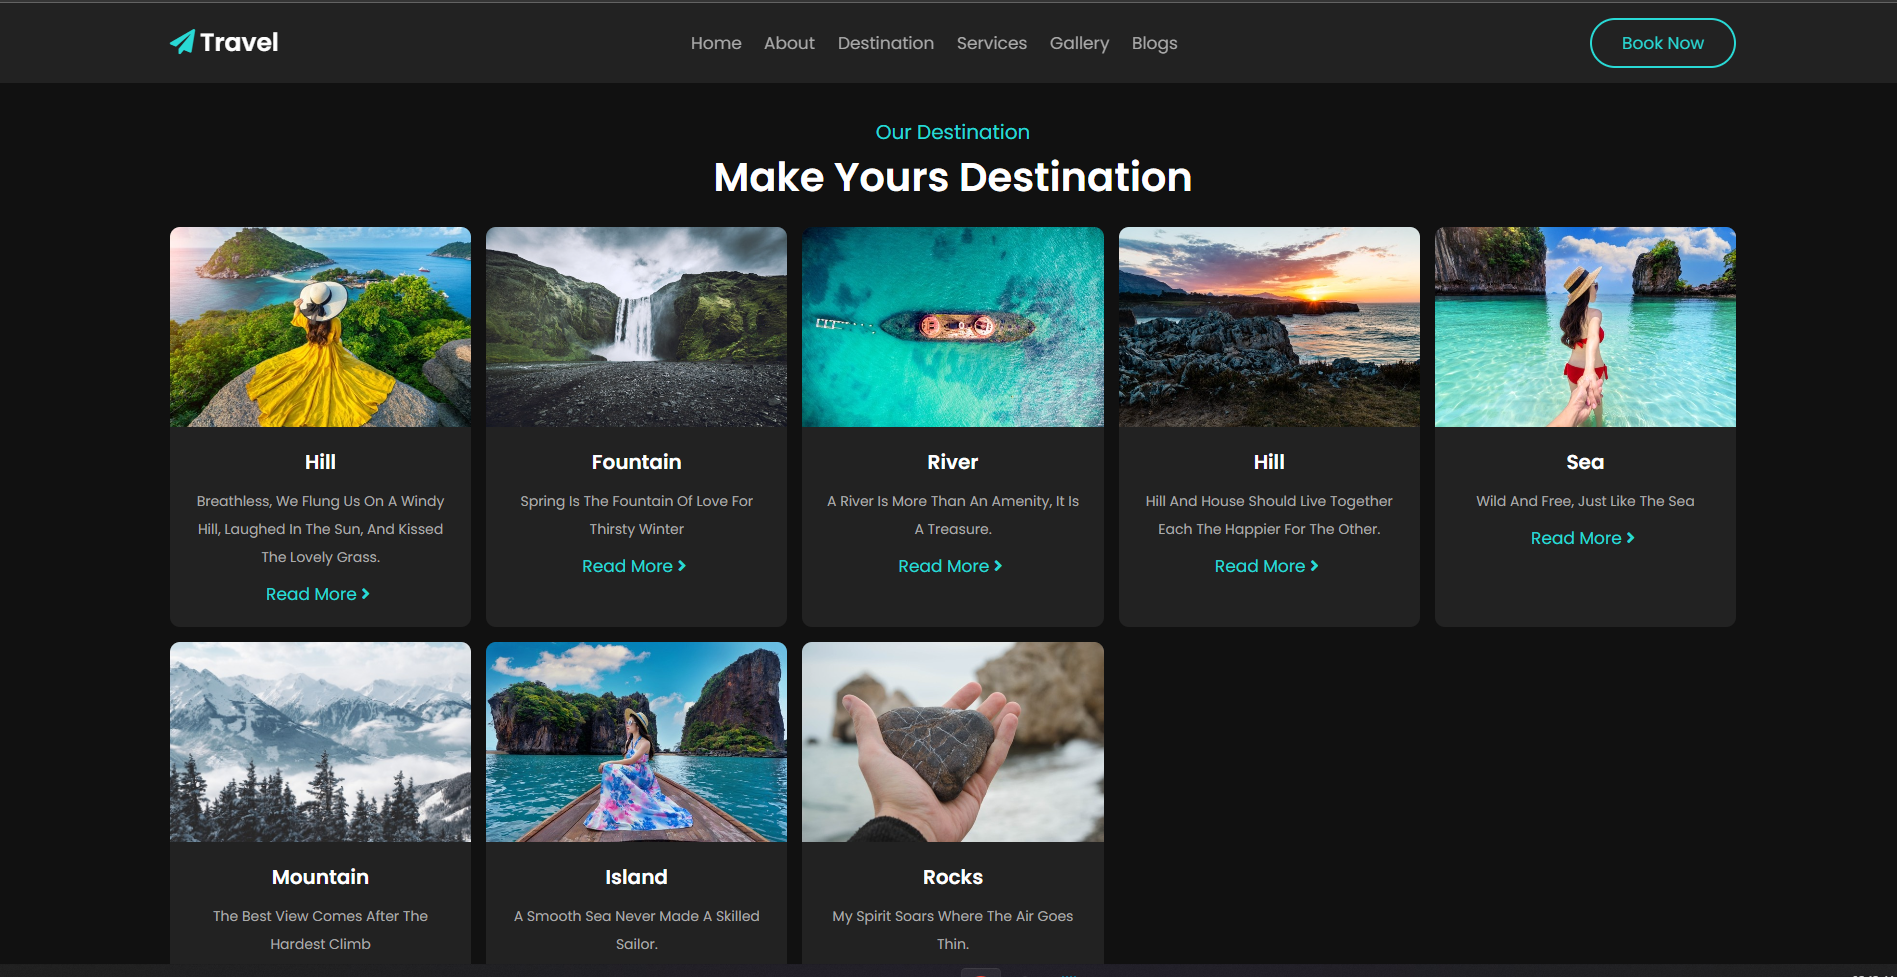 Travel
Home About Destination Services Gallery Blogs
Book Now
Our Destination
Make Yours Destination
Hill
Breathless, We Flung Us On A Windy
Hill, Laughed In The Sun, And Kissed
The Lovely Grass.
Read More
Fountain
Spring Is The Fountain Of Love For
Thirsty Winter
Read More
River
A River Is More Than An Amenity, It Is
A Treasure.
Read More
Hill
Hill And House Should Live Together
Each The Happier For The Other.
Read More
Sea
Wild And Free, Just Like The Sea
Read More
Mountain
The Best View Comes After The
Hardest Climb
Island
A Smooth Sea Never Made A Skilled
Sailor.
Rocks
My Spirit Soars Where The Air Goes
Thin.